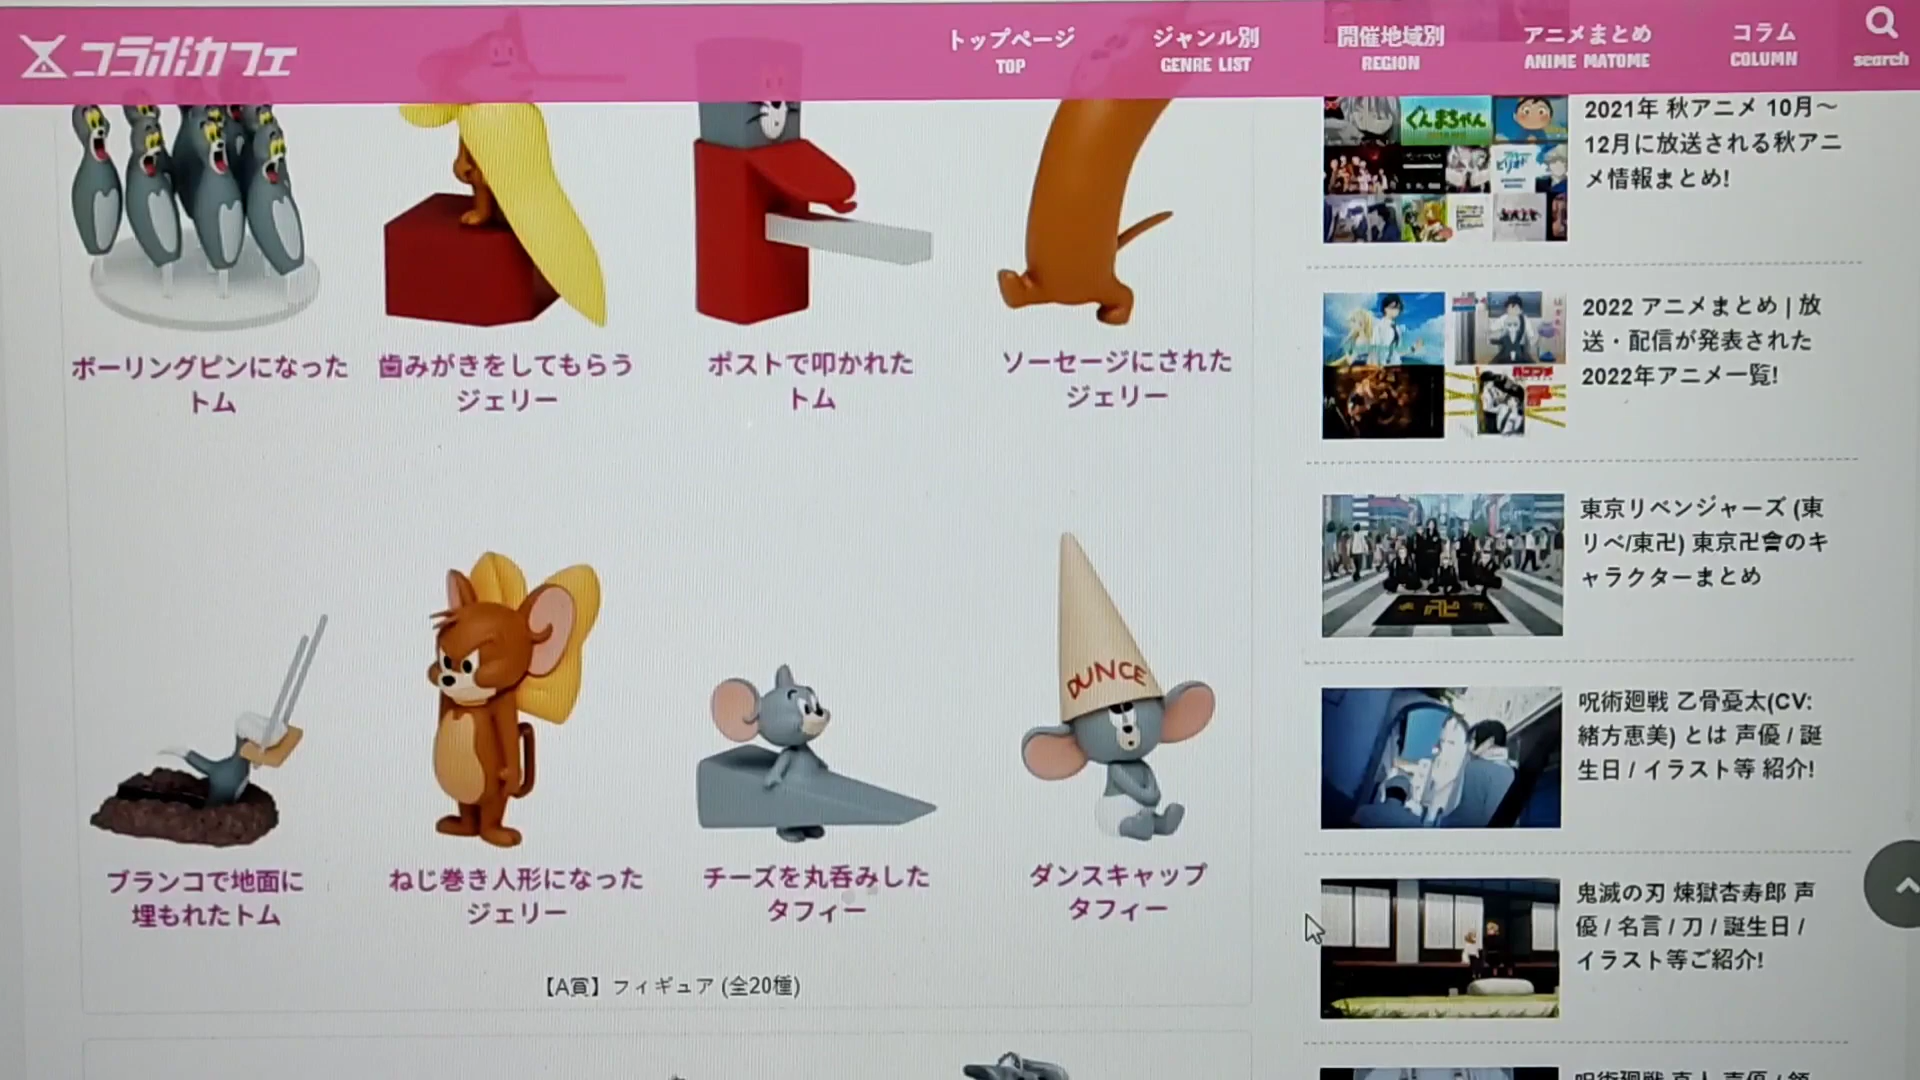 コラボカフェ
トップページ
TOP
ジャンル別
GENRE LIST
開催地域別
REGION
アニメまとめ
ANIME MATOME
コラム
COLUMN
search
ボーリングピンになった
トム
歯みがきをしてもらう
ジェリー
ポストで叩かれた
トム
ソーセージにされた
ジェリー
DUNCE
ブランコで地面に
埋もれたトム
ねじ巻き人形になった
ジェリー
チーズを丸呑みした
タフィー
ダンスキャップ
タフィー
【A賞】フィギュア (全20種)
ぐんまちゃん
2021年 秋アニメ 10月〜
12月に放送される秋アニ
メ情報まとめ!
2022 アニメまとめ | 放
送・配信が発表された
2022年アニメ一覧!
東京リベンジャーズ (東
リベ/東卍) 東京卍會のキ
ャラクターまとめ
呪術廻戦 乙骨憂太(CV:
緒方恵美) とは 声優 / 誕
生日 / イラスト等 紹介!
鬼滅の刃 煉獄杏寿郎 声
優 / 名言 / 刀 / 誕生日 /
イラスト等ご紹介!